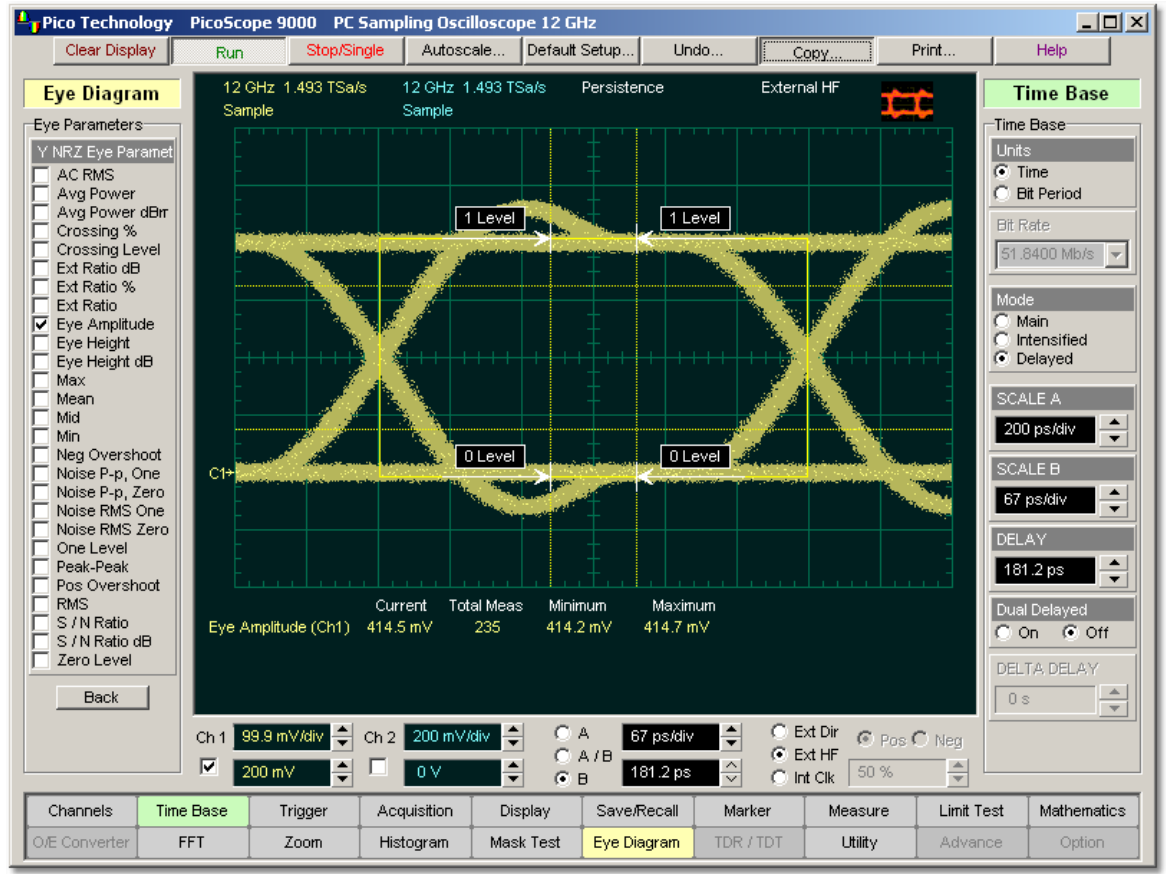 Pico Technology PicoScope 9000 PC Sampling Oscilloscope 12 GHz
Clear Display Run Stop/Single Autoscale... Default Setup... Undo... Copy... Print... Help
Eye Diagram
Eye Parameters
Y NRZ Eye Paramet
AC RMS
Avg Power
Avg Power dBm
Crossing %
Crossing Level
Ext Ratio dB
Ext Ratio %
Ext Ratio
Eye Amplitude
Eye Height
Eye Height dB
Max
Mean
Mid
Min
Neg Overshoot
Noise P-p, One
Noise P-p, Zero
Noise RMS One
Noise RMS Zero
One Level
Peak-Peak
Pos Overshoot
RMS
S / N Ratio
S / N Ratio dB
Zero Level
Back
12 GHz 1.493 TSa/s 12 GHz 1.493 TSa/s Persistence External HF
Sample Sample
1 Level 1 Level
0 Level 0 Level
C1
Current Total Meas Minimum Maximum
Eye Amplitude (Ch1) 414.5 mV 235 414.2 mV 414.7 mV
Time Base
Time Base
Units
Time
Bit Period
Bit Rate
51.8400 Mb/s
Mode
Main
Intensified
Delayed
SCALE A
200 ps/div
SCALE B
67 ps/div
DELAY
181.2 ps
Dual Delayed
On Off
DELTA DELAY
0 s
Ch 1 99.9 mV/div Ch 2 200 mV/div A 67 ps/div Ext Dir Pos Neg
A / B Ext HF
200 mV 0 V B 181.2 ps Int Clk 50 %
Channels Time Base Trigger Acquisition Display Save/Recall Marker Measure Limit Test Mathematics
O/E Converter FFT Zoom Histogram Mask Test Eye Diagram TDR / TDT Utility Advance Option